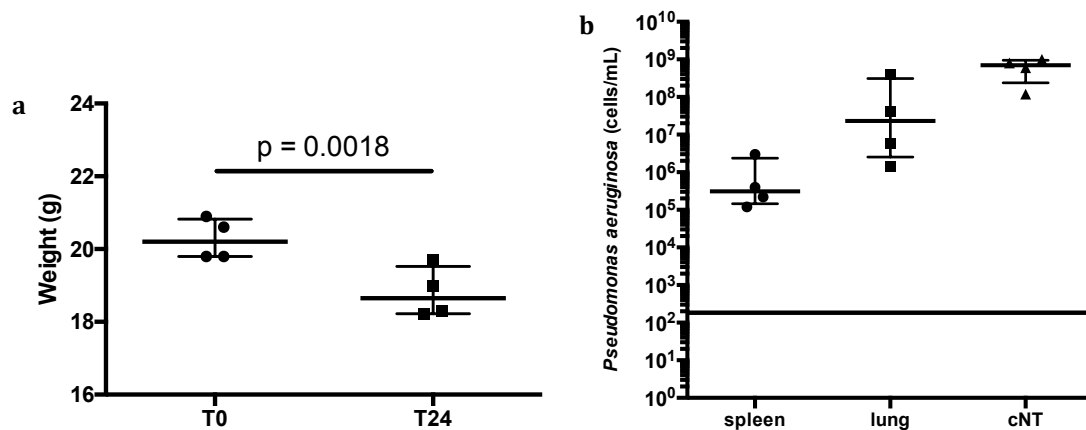 a
Weight (g)
24
22
20
18
16
p = 0.0018
T0
T24
b
Pseudomonas aeruginosa (cells/mL)
10¹⁰
10⁹
10⁸
10⁷
10⁶
10⁵
10⁴
10³
10²
10¹
10⁰
spleen
lung
cNT